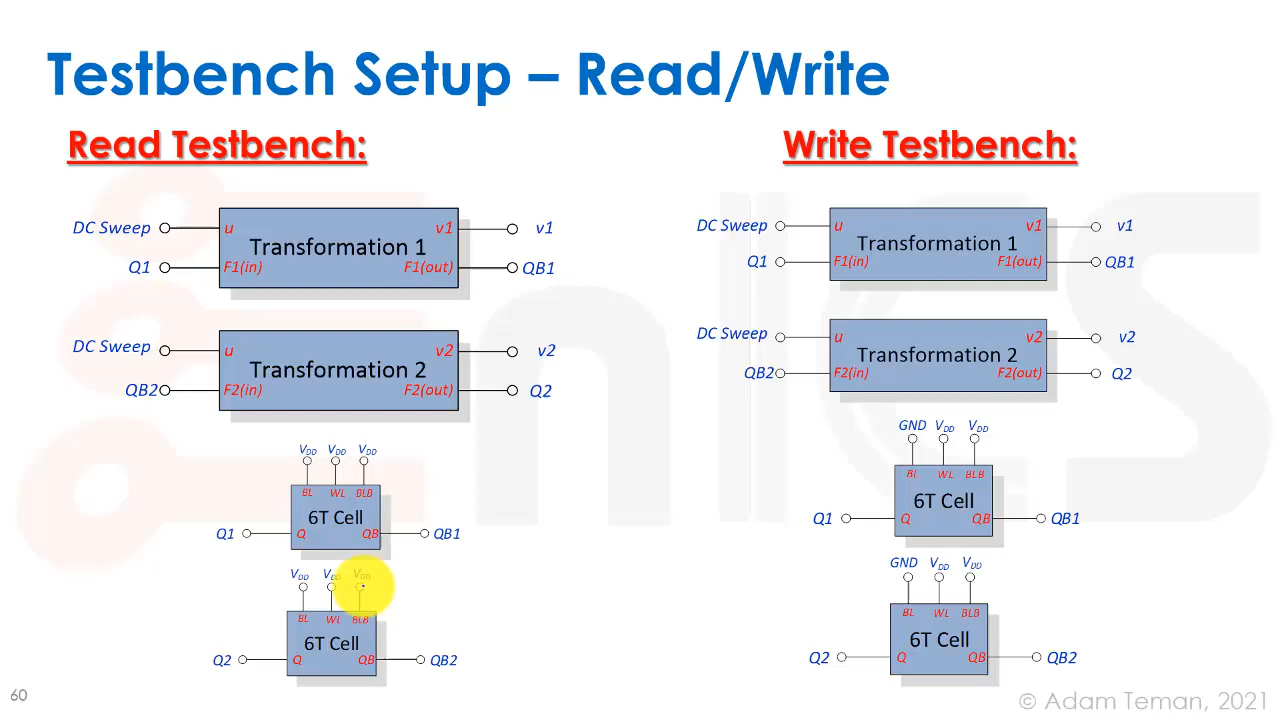 Testbench Setup – Read/Write
Read Testbench:
DC Sweep u v1 v1
Transformation 1
Q1 F1(in) F1(out) QB1
DC Sweep u v2 v2
Transformation 2
QB2 F2(in) F2(out) Q2
VDD VDD VDD
BL WL BLB
6T Cell
Q1 Q QB QB1
VDD VDD VDD
BL WL BLB
6T Cell
Q2 Q QB QB2
Write Testbench:
DC Sweep u v1 v1
Transformation 1
Q1 F1(in) F1(out) QB1
DC Sweep u v2 v2
Transformation 2
QB2 F2(in) F2(out) Q2
GND VDD VDD
BL WL BLB
6T Cell
Q1 Q QB QB1
GND VDD VDD
BL WL BLB
6T Cell
Q2 Q QB QB2
60
© Adam Teman, 2021